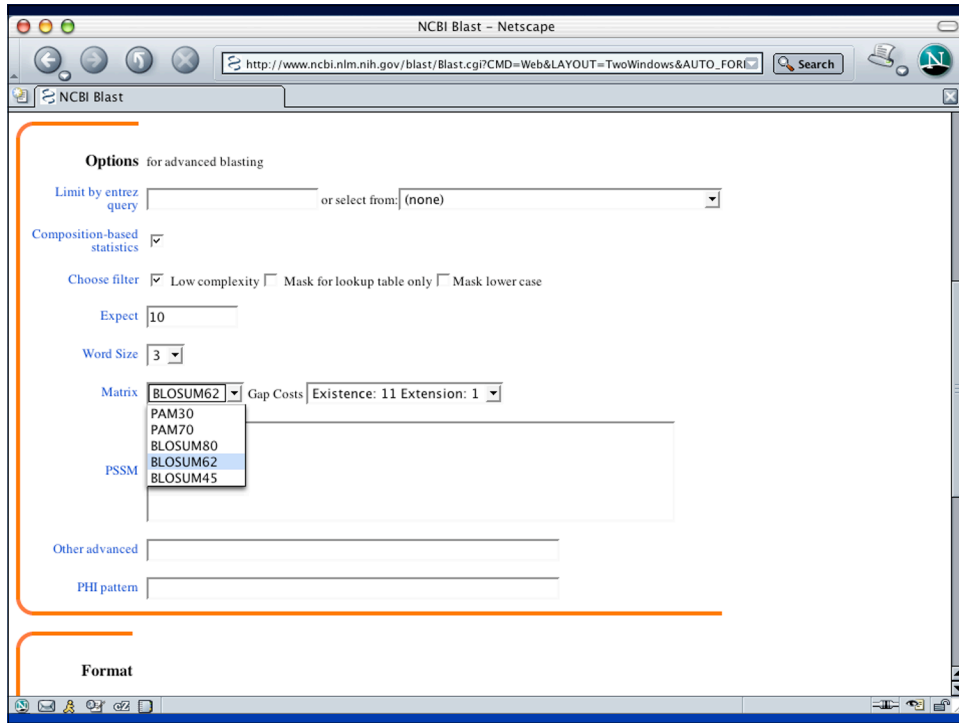 NCBI Blast – Netscape
http://www.ncbi.nlm.nih.gov/blast/Blast.cgi?CMD=Web&LAYOUT=TwoWindows&AUTO_FORM
Search
N
NCBI Blast
Options for advanced blasting
Limit by entrez query or select from: (none)
Composition-based statistics
Choose filter Low complexity Mask for lookup table only Mask lower case
Expect 10
Word Size 3
Matrix BLOSUM62 Gap Costs Existence: 11 Extension: 1
PAM30
PAM70
BLOSUM80
BLOSUM62
BLOSUM45
PSSM
Other advanced
PHI pattern
Format